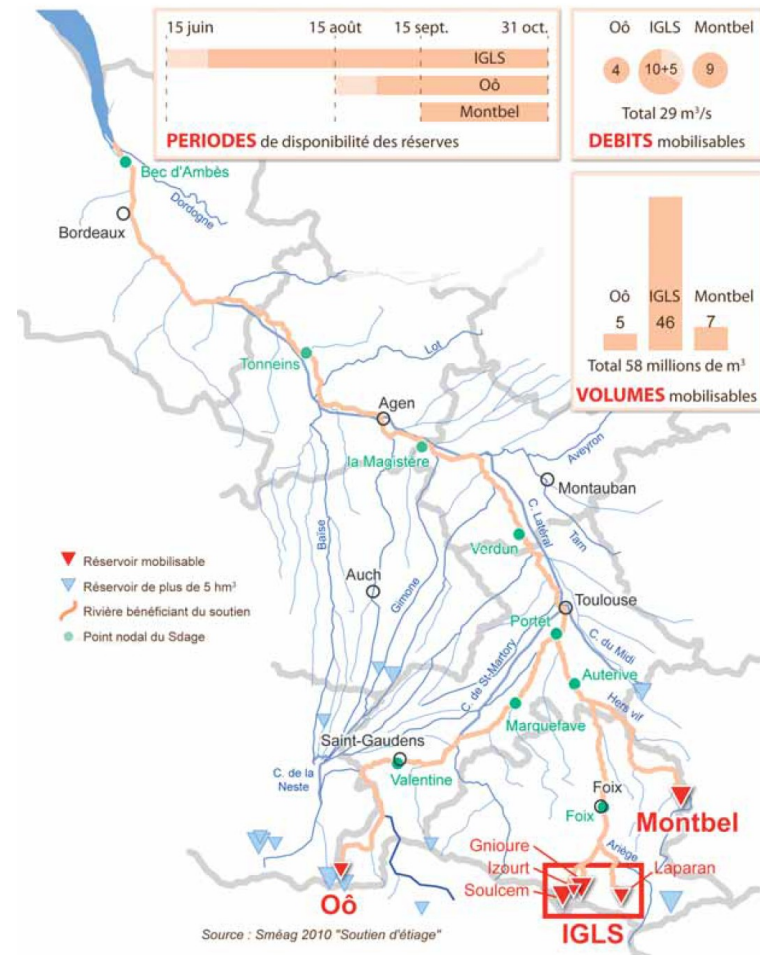 15 juin 15 août 15 sept. 31 oct.
IGLS
Oô
Montbel
PERIODES de disponibilité des réserves
Oô IGLS Montbel
4 10+5 9
Total 29 m³/s
DEBITS mobilisables
Oô IGLS Montbel
5 46 7
Total 58 millions de m³
VOLUMES mobilisables
Bec d'Ambès
Dordogne
Bordeaux
Tonneins
Lot
Agen
la Magistère
Aveyron
Montauban
C. Latéral
Tarn
Verdun
Baïse
Réservoir mobilisable
Réservoir de plus de 5 hm³
Rivière bénéficiant du soutien
Point nodal du Sdage
Auch
Gimone
Toulouse
Portet
C. du Midi
C. de St-Martory
Auterive
Hers vif
Marquefave
Saint-Gaudens
Valentine
C. de la
Neste
Foix
Foix
Montbel
Ariège
Gnioure
Izourt
Soulcem
Laparan
Oô
IGLS
Source : Sméag 2010 "Soutien d'étiage"